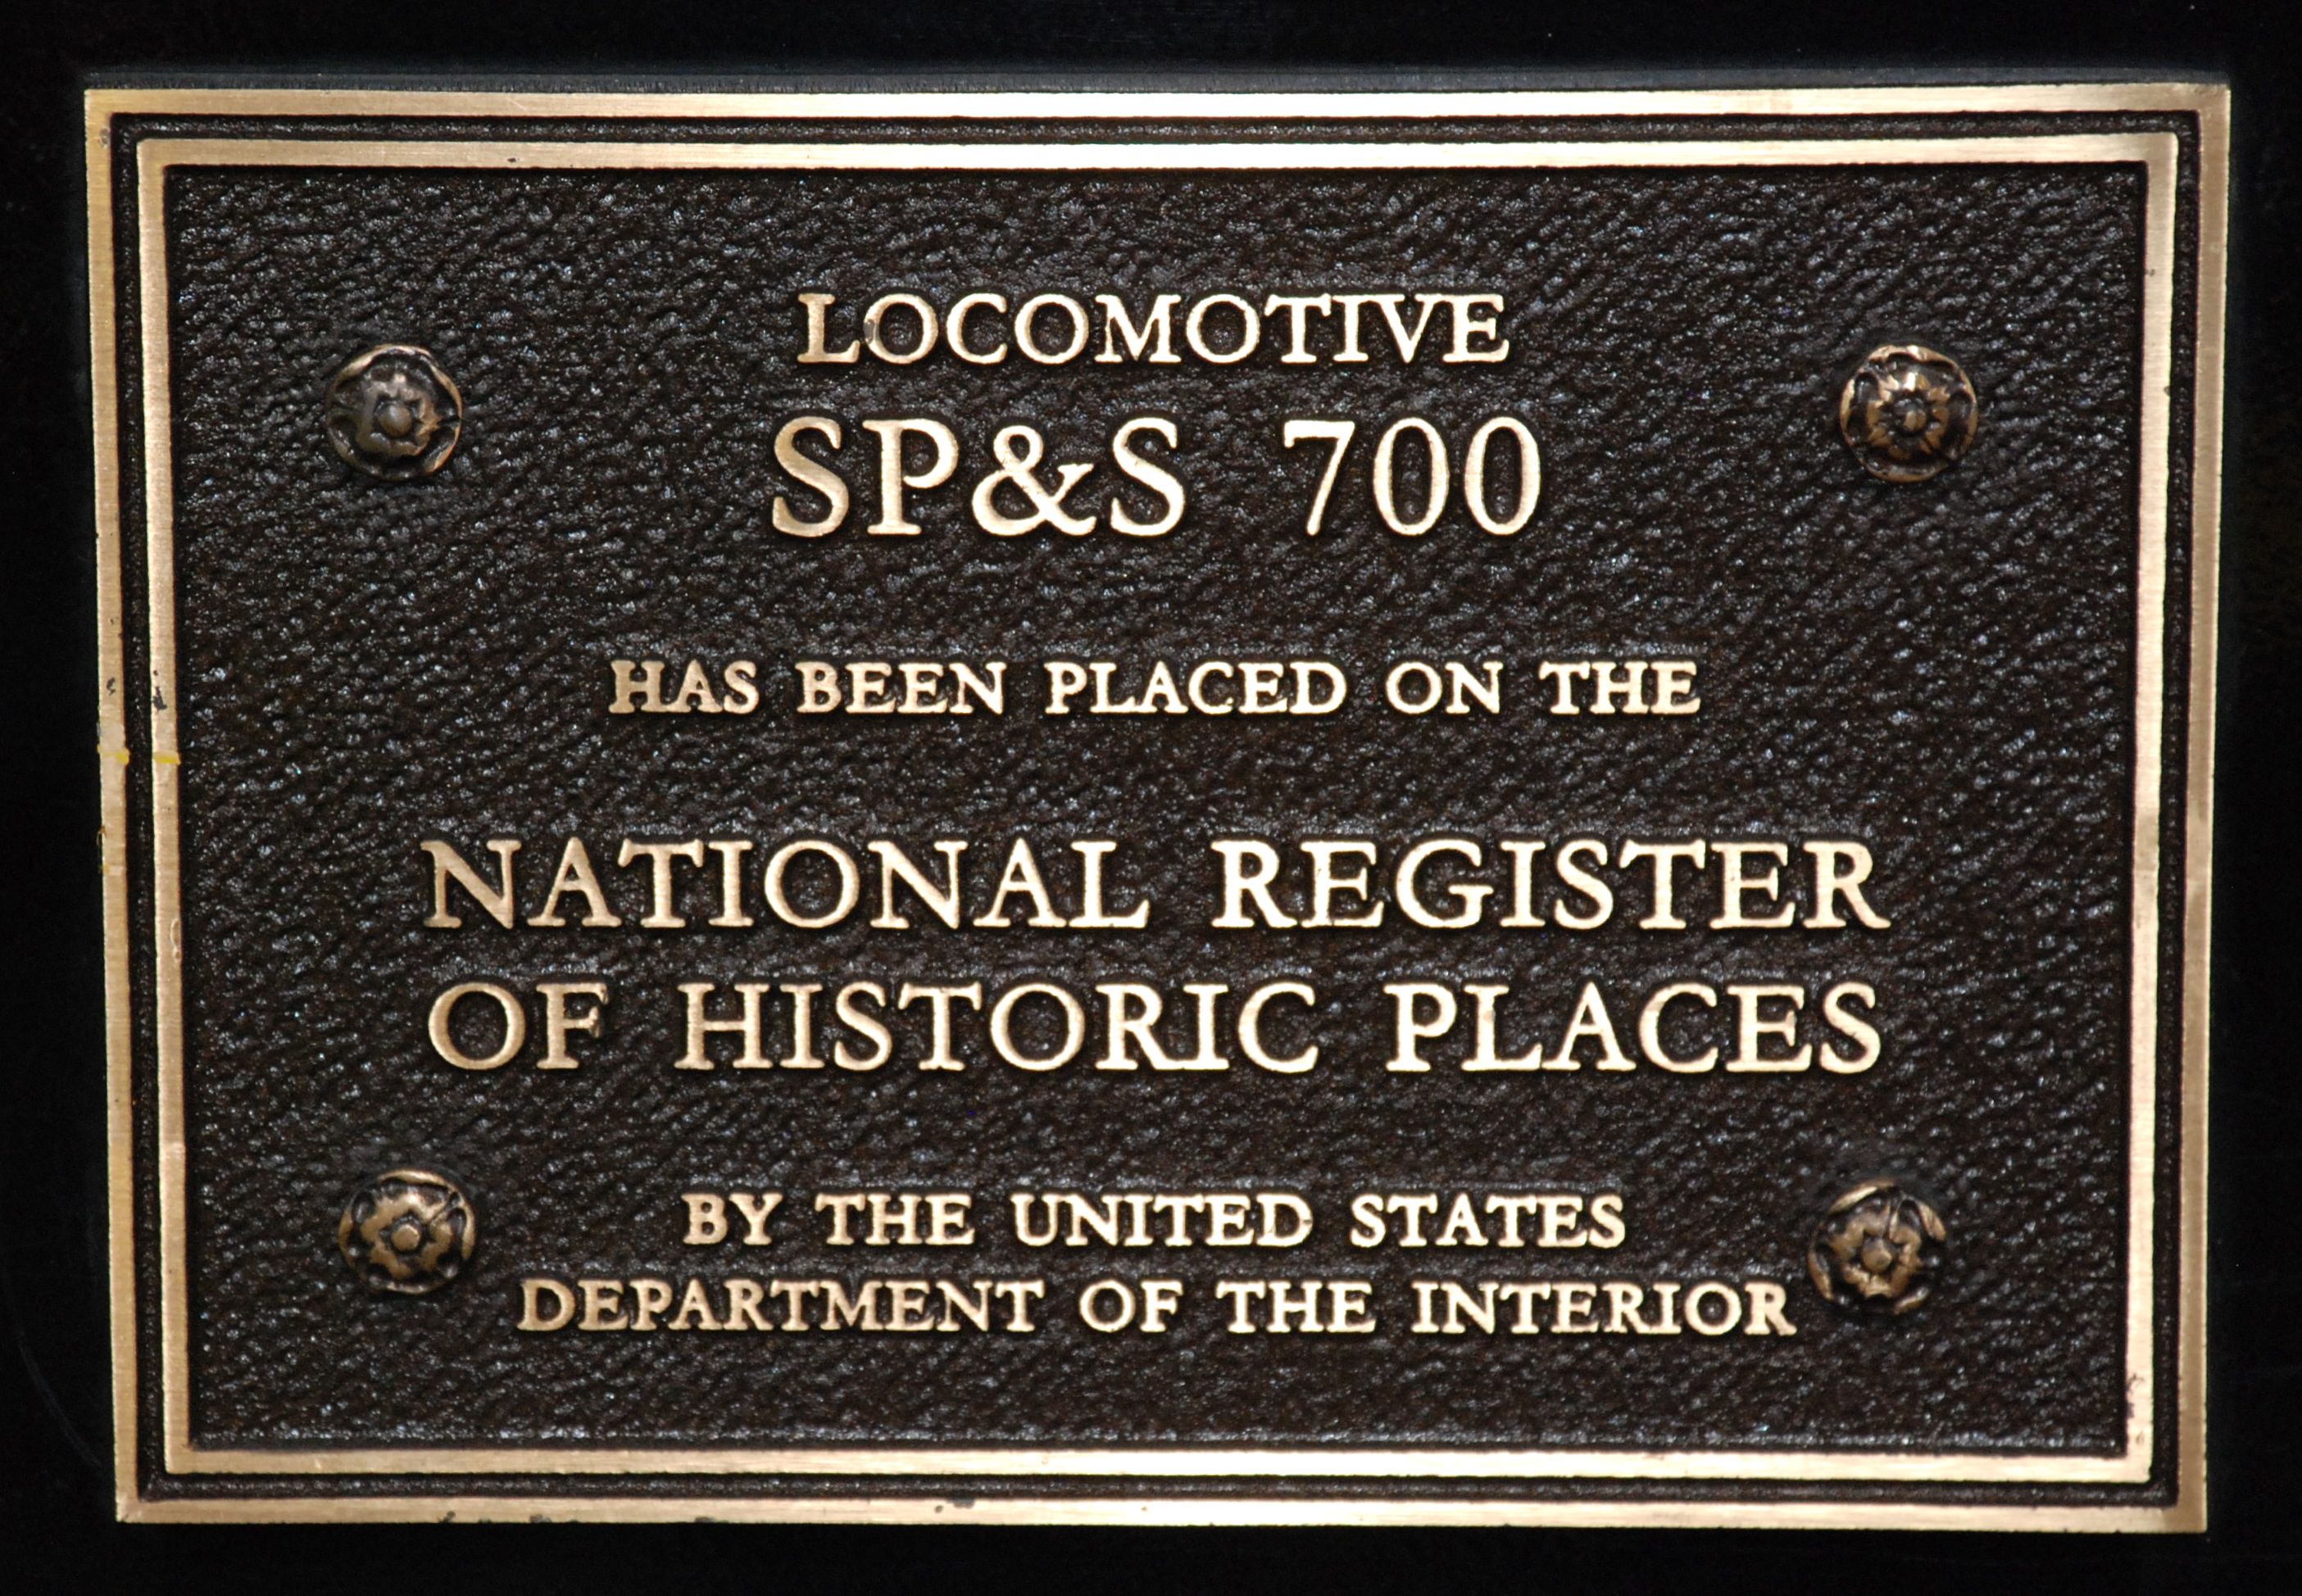 LOCOMOTIVE
SP&S 700
HAS BEEN PLACED ON THE
NATIONAL REGISTER
OF HISTORIC PLACES
BY THE UNITED STATES
DEPARTMENT OF THE INTERIOR